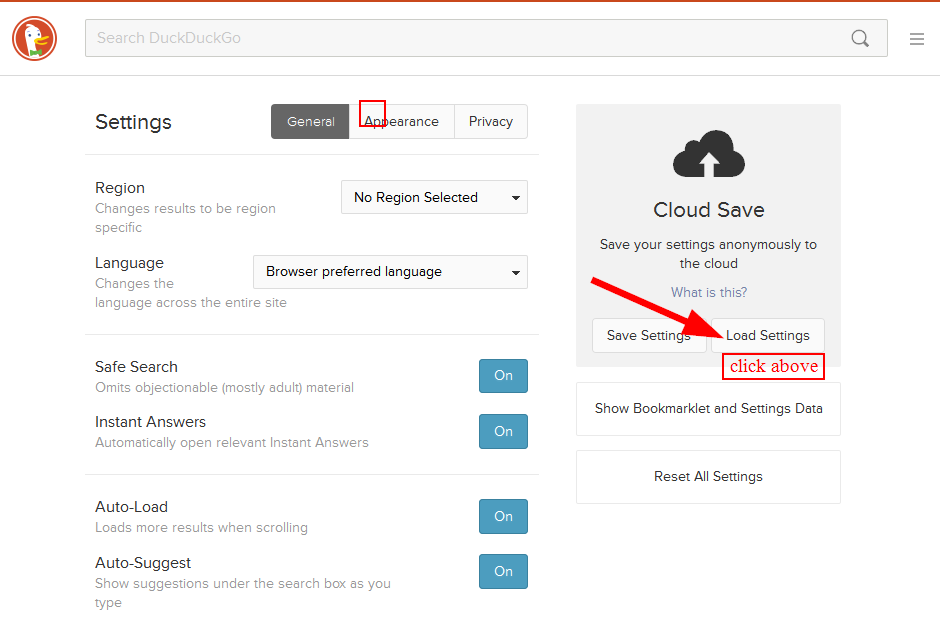 Search DuckDuckGo
Settings
General
Appearance
Privacy
Region
Changes results to be region
specific
No Region Selected
Language
Changes the
language across the entire site
Browser preferred language
Safe Search
Omits objectionable (mostly adult) material
On
Instant Answers
Automatically open relevant Instant Answers
On
Auto-Load
Loads more results when scrolling
On
Auto-Suggest
Show suggestions under the search box as you
type
On
Cloud Save
Save your settings anonymously to
the cloud
What is this?
Save Settings
Load Settings
click above
Show Bookmarklet and Settings Data
Reset All Settings